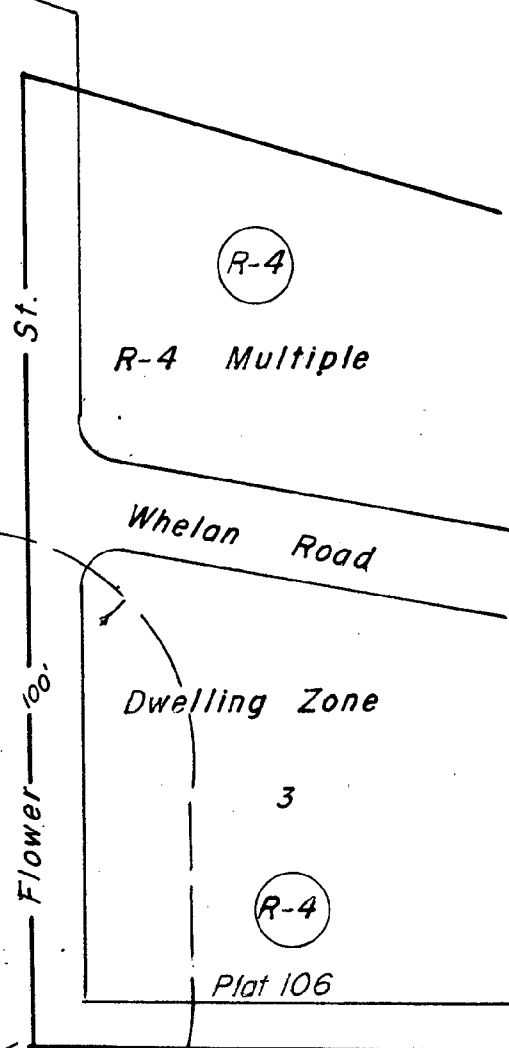 R-4
St.
R-4 Multiple
Whelan Road
100'
Dwelling Zone
3
Flower
R-4
Plat 106